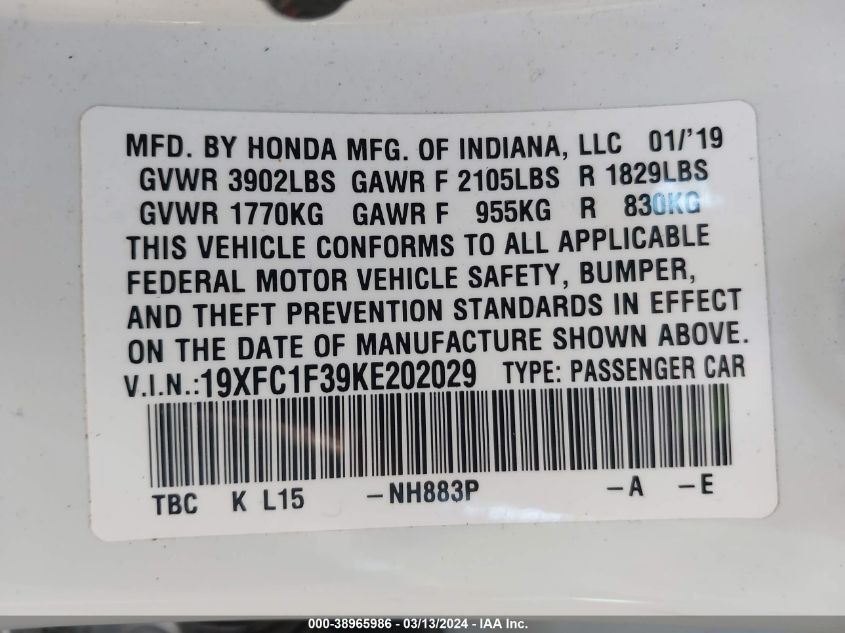 MFD. BY HONDA MFG. OF INDIANA, LLC 01/'19
GVWR 3902LBS GAWR F 2105LBS R 1829LBS
GVWR 1770KG GAWR F 955KG R 830KG
THIS VEHICLE CONFORMS TO ALL APPLICABLE
FEDERAL MOTOR VEHICLE SAFETY, BUMPER,
AND THEFT PREVENTION STANDARDS IN EFFECT
ON THE DATE OF MANUFACTURE SHOWN ABOVE.
V.I.N.:19XFC1F39KE202029 TYPE: PASSENGER CAR
TBC K L15 -NH883P -A -E
000-38965986 - 03/13/2024 - IAA Inc.